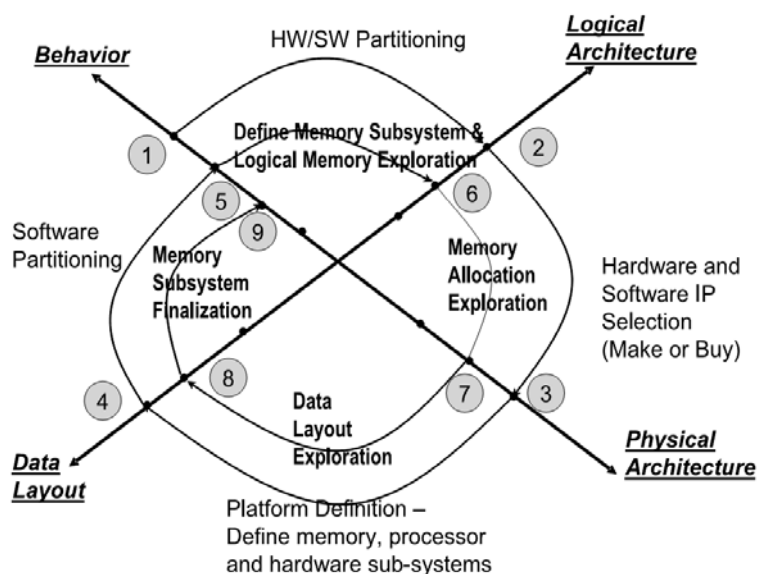 HW/SW Partitioning
Logical
Architecture
Behavior
Define Memory Subsystem &
Logical Memory Exploration
1
2
5
6
9
Software
Partitioning
Memory
Subsystem
Finalization
Memory
Allocation
Exploration
Hardware and
Software IP
Selection
(Make or Buy)
8
7
3
4
Data
Layout
Exploration
Data
Layout
Physical
Architecture
Platform Definition –
Define memory, processor
and hardware sub-systems